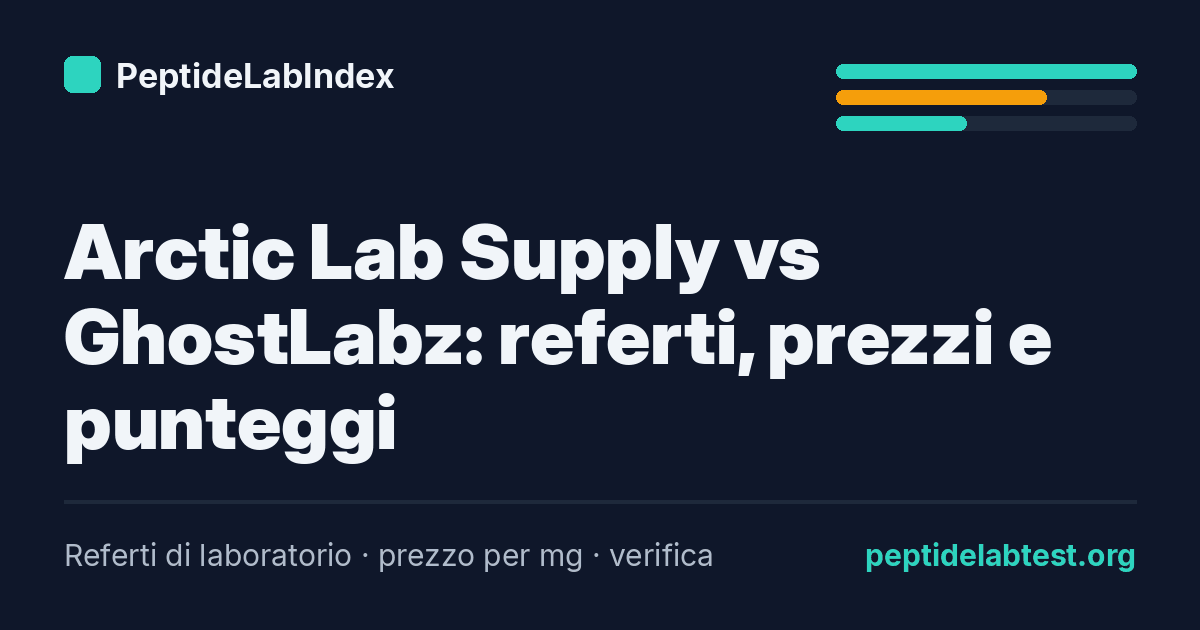 PeptideLabIndex
Arctic Lab Supply vs
GhostLabz: referti, prezzi e
punteggi
Referti di laboratorio · prezzo per mg · verifica
peptidelabtest.org